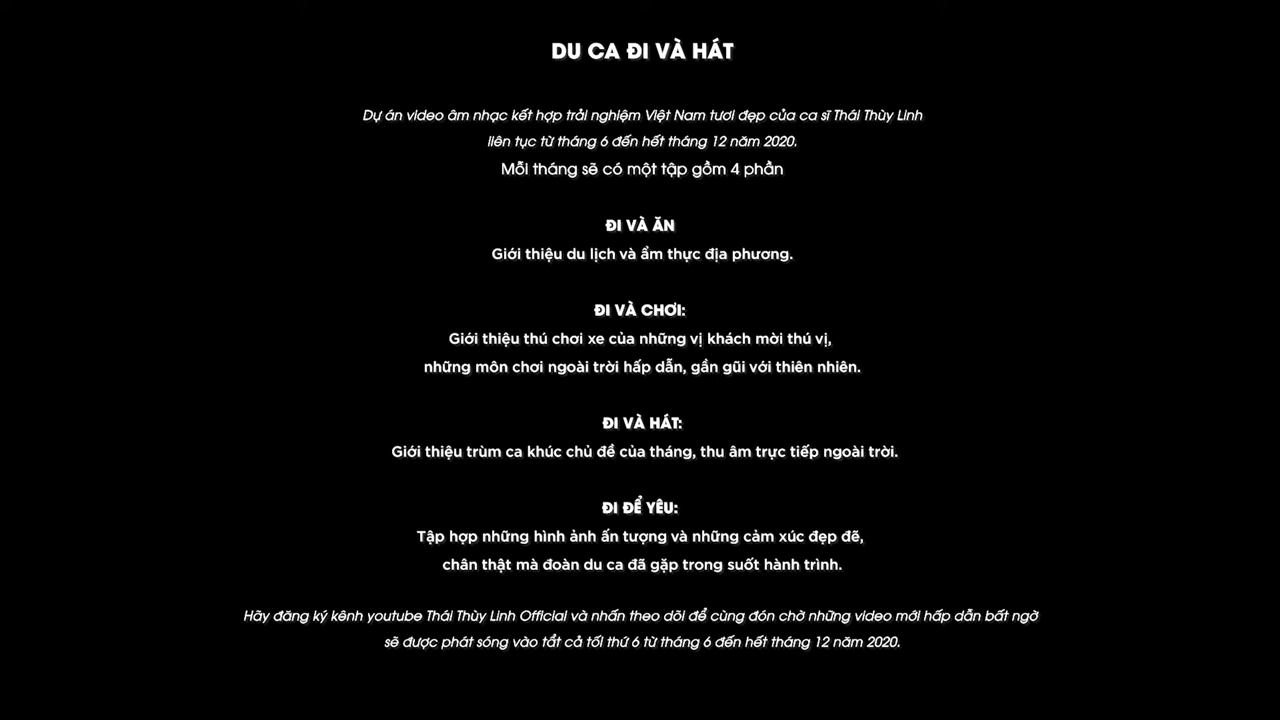 DU CA ĐI VÀ HÁT
Dự án video âm nhạc kết hợp trải nghiệm Việt Nam tươi đẹp của ca sĩ Thái Thùy Linh
liên tục từ tháng 6 đến hết tháng 12 năm 2020.
Mỗi tháng sẽ có một tập gồm 4 phần
ĐI VÀ ĂN
Giới thiệu du lịch và ẩm thực địa phương.
ĐI VÀ CHƠI:
Giới thiệu thú chơi xe của những vị khách mời thú vị,
những môn chơi ngoài trời hấp dẫn, gần gũi với thiên nhiên.
ĐI VÀ HÁT:
Giới thiệu trùm ca khúc chủ đề của tháng, thu âm trực tiếp ngoài trời.
ĐI ĐỂ YÊU:
Tập hợp những hình ảnh ấn tượng và những cảm xúc đẹp đẽ,
chân thật mà đoàn du ca đã gặp trong suốt hành trình.
Hãy đăng ký kênh youtube Thái Thùy Linh Official và nhấn theo dõi để cùng đón chờ những video mới hấp dẫn bất ngờ
sẽ được phát sóng vào tất cả tối thứ 6 từ tháng 6 đến hết tháng 12 năm 2020.